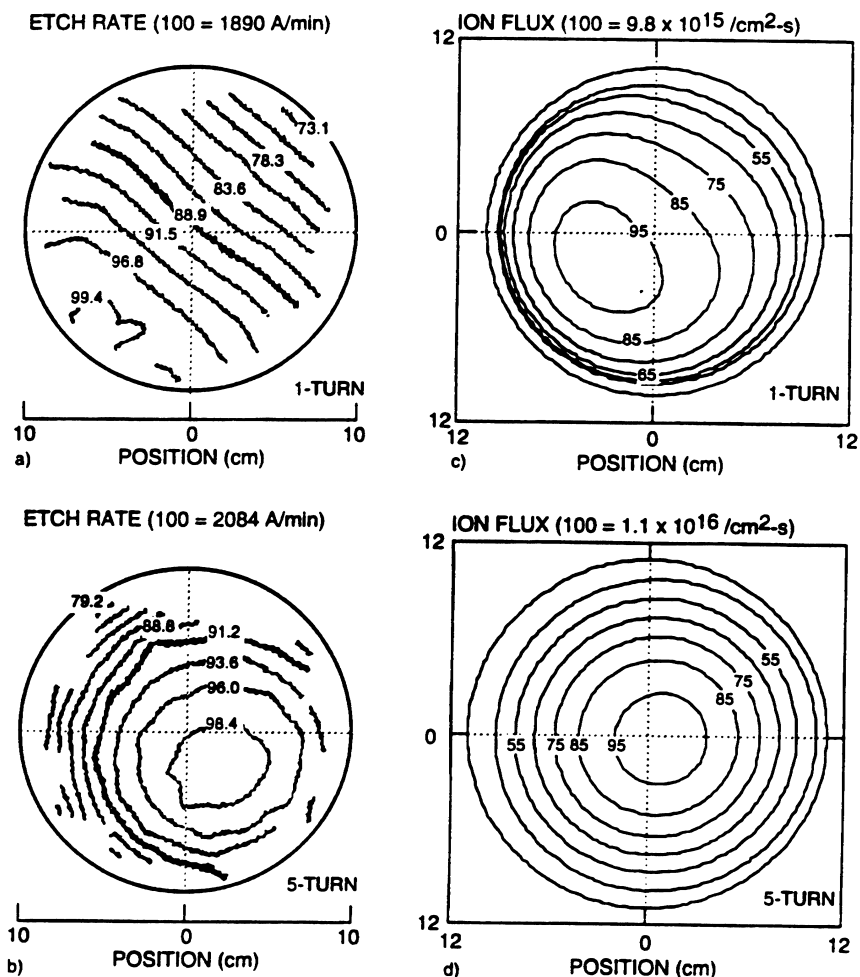 ETCH RATE (100 = 1890 A/min)
73.1
78.3
83.6
88.9
91.5
96.8
99.4
1-TURN
10 0 10
a) POSITION (cm)
ION FLUX (100 = 9.8 x 10^15 /cm^2-s)
12
55
75
85
95
0
85
65
1-TURN
12
12 0 12
c) POSITION (cm)
ETCH RATE (100 = 2084 A/min)
79.2
88.8 91.2
93.6
96.0
98.4
5-TURN
10 0 10
b) POSITION (cm)
ION FLUX (100 = 1.1 x 10^16 /cm^2-s)
12
55
75
85
0 55 75 85 95
5-TURN
12
12 0 12
d) POSITION (cm)